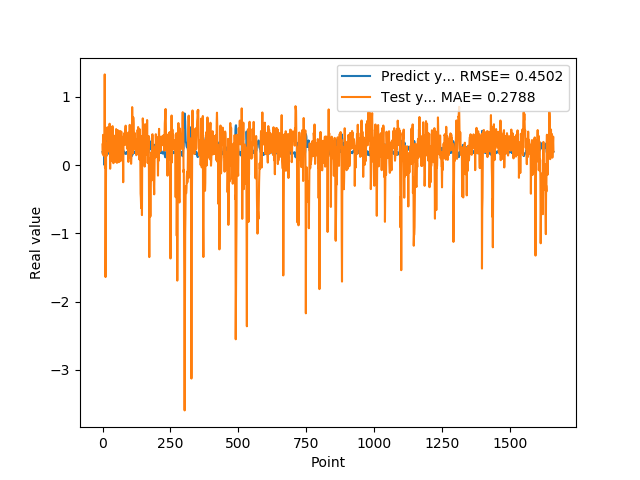 Predict y... RMSE= 0.4502
Test y... MAE= 0.2788
1
0
−1
−2
−3
Real value
0 250 500 750 1000 1250 1500
Point